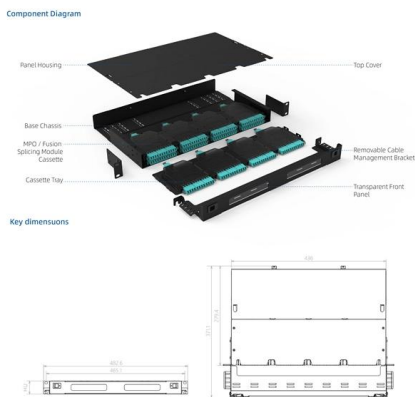 Component Diagram
Panel Housing
Top Cover
Base Chassis
MPO / Fusion
Splicing Module
Cassette
Removable Cable
Management Bracket
Cassette Tray
Transparent Front
Panel
Key dimensuons